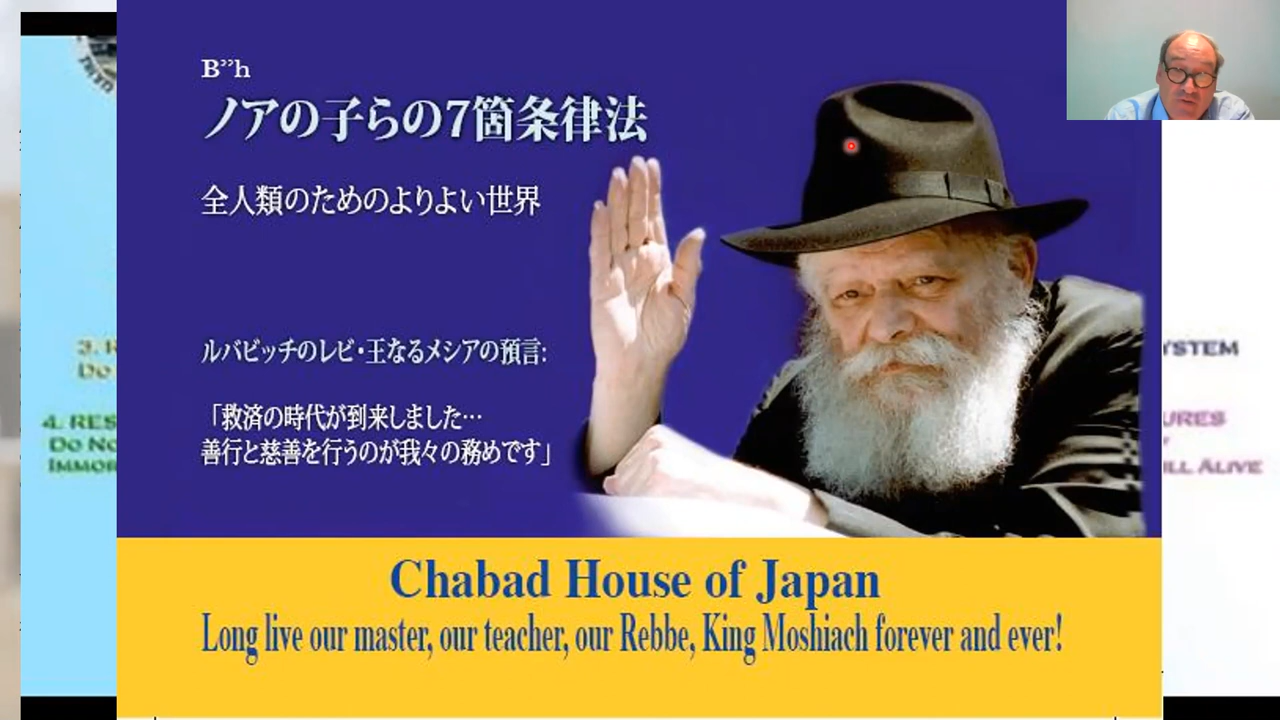 B”h
ノアの子らの7箇条律法
全人類のためのよりよい世界
ルバビッチのレビ・王なるメシアの預言:
「救済の時代が到来しました…
善行と慈善を行うのが我々の務めです」
Chabad House of Japan
Long live our master, our teacher, our Rebbe, King Moshiach forever and ever!
3. R
Do
4. RES
Do No
IMMOR
YSTEM
URES
ILL ALIVE